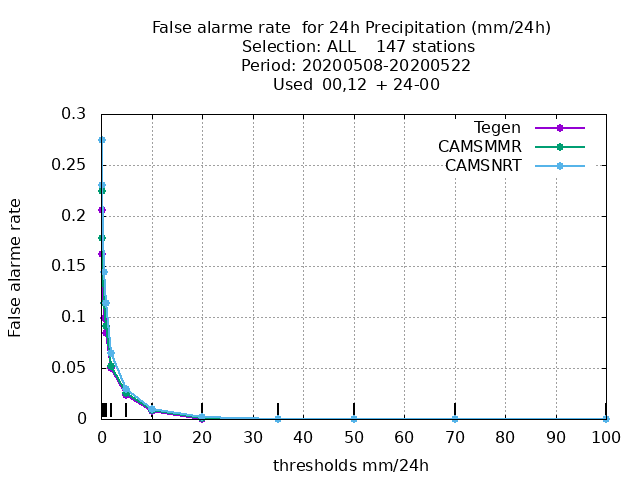 False alarme rate  for 24h Precipitation (mm/24h)
Selection: ALL    147 stations
Period: 20200508-20200522
Used  00,12  + 24-00
Tegen
CAMSMMR
CAMSNRT
False alarme rate
0.3
0.25
0.2
0.15
0.1
0.05
0
0 10 20 30 40 50 60 70 80 90 100
thresholds mm/24h